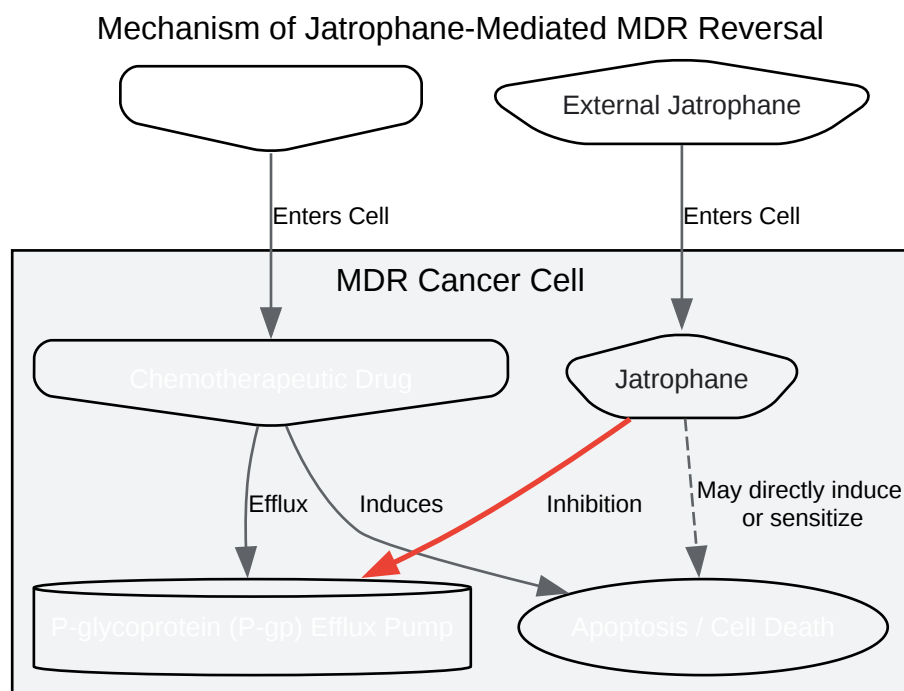 Mechanism of Jatrophane-Mediated MDR Reversal
External Jatrophane
Enters Cell
Enters Cell
MDR Cancer Cell
Chemotherapeutic Drug
Jatrophane
Efflux
Induces
Inhibition
May directly induce
or sensitize
P-glycoprotein (P-gp) Efflux Pump
Apoptosis / Cell Death